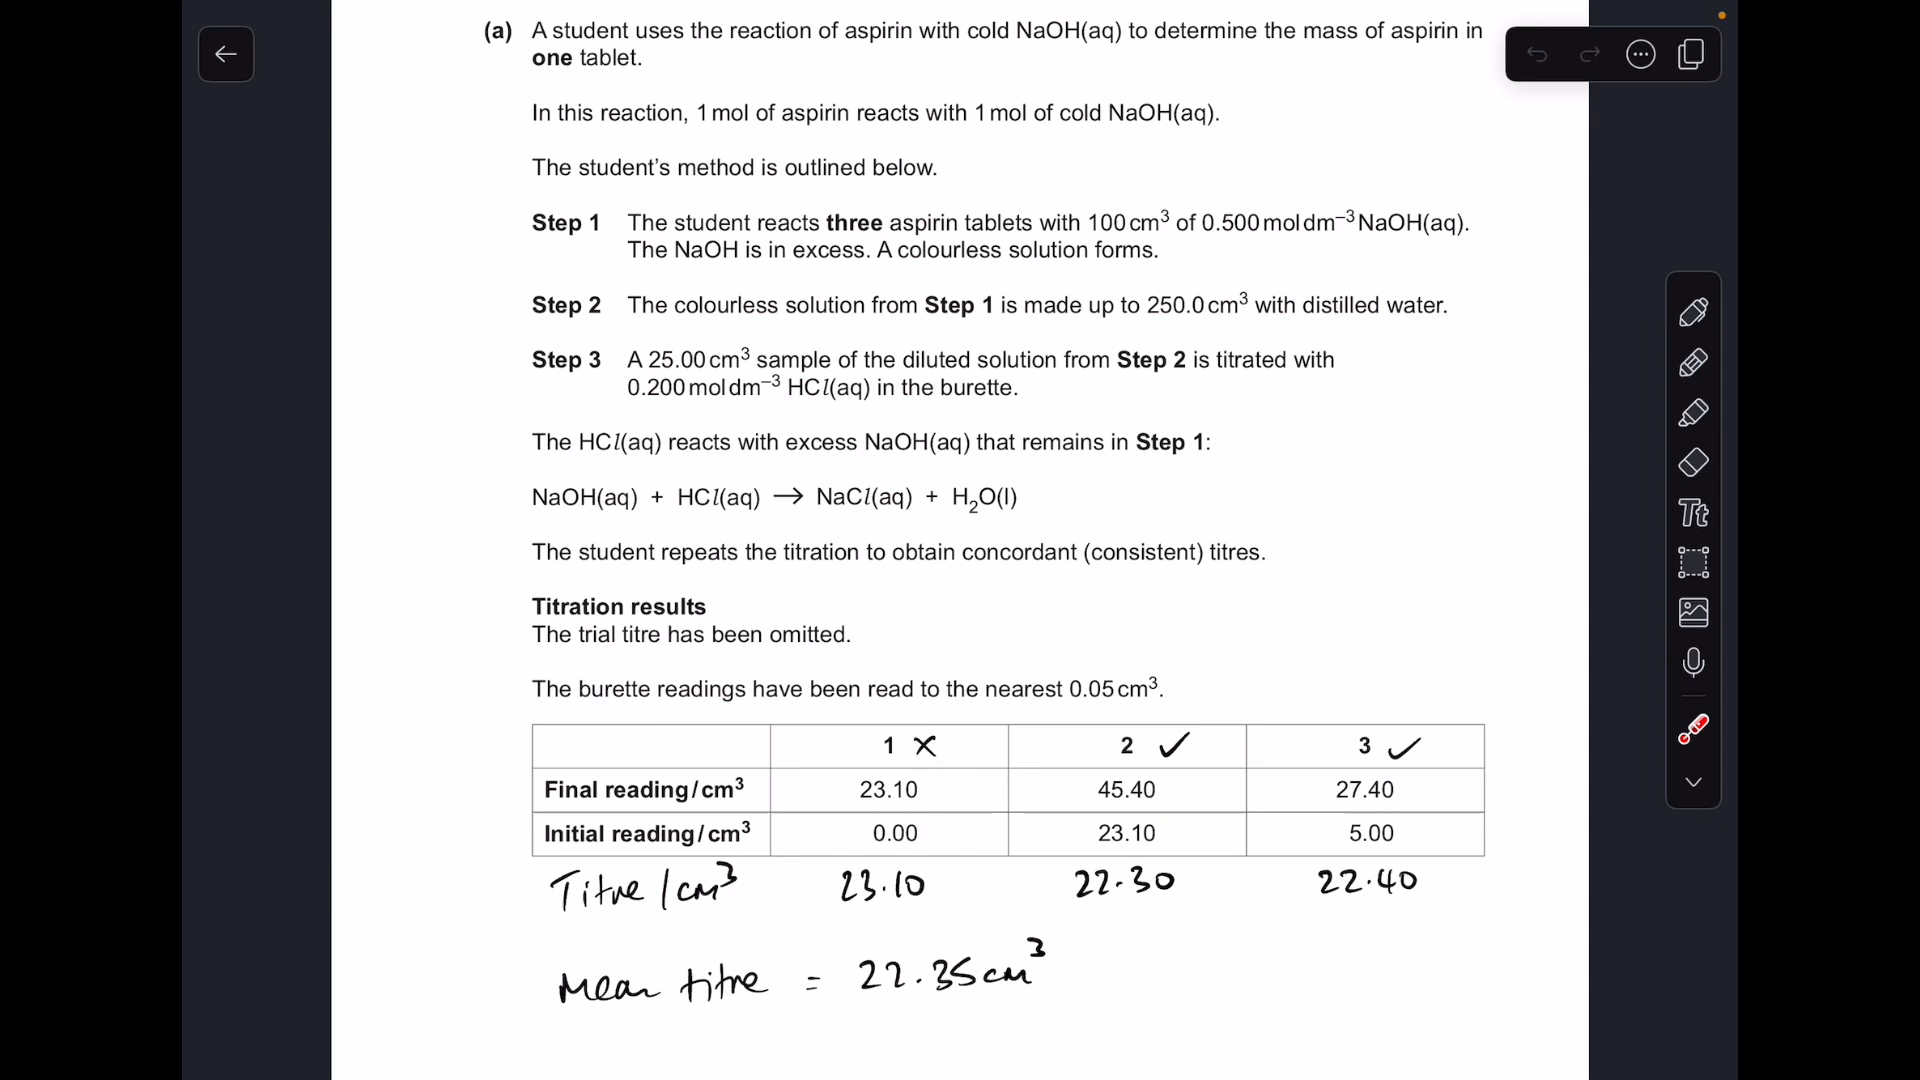 (a) A student uses the reaction of aspirin with cold NaOH(aq) to determine the mass of aspirin in
one tablet.
In this reaction, 1 mol of aspirin reacts with 1 mol of cold NaOH(aq).
The student's method is outlined below.
Step 1 The student reacts three aspirin tablets with 100 cm³ of 0.500 mol dm⁻³ NaOH(aq).
The NaOH is in excess. A colourless solution forms.
Step 2 The colourless solution from Step 1 is made up to 250.0 cm³ with distilled water.
Step 3 A 25.00 cm³ sample of the diluted solution from Step 2 is titrated with
0.200 mol dm⁻³ HCl(aq) in the burette.
The HCl(aq) reacts with excess NaOH(aq) that remains in Step 1:
NaOH(aq) + HCl(aq) → NaCl(aq) + H₂O(l)
The student repeats the titration to obtain concordant (consistent) titres.
Titration results
The trial titre has been omitted.
The burette readings have been read to the nearest 0.05 cm³.
1 ✗ 2 ✓ 3 ✓
Final reading/cm³ 23.10 45.40 27.40
Initial reading/cm³ 0.00 23.10 5.00
Titre /cm³ 23.10 22.30 22.40
Mean titre = 22.35 cm³
Tt